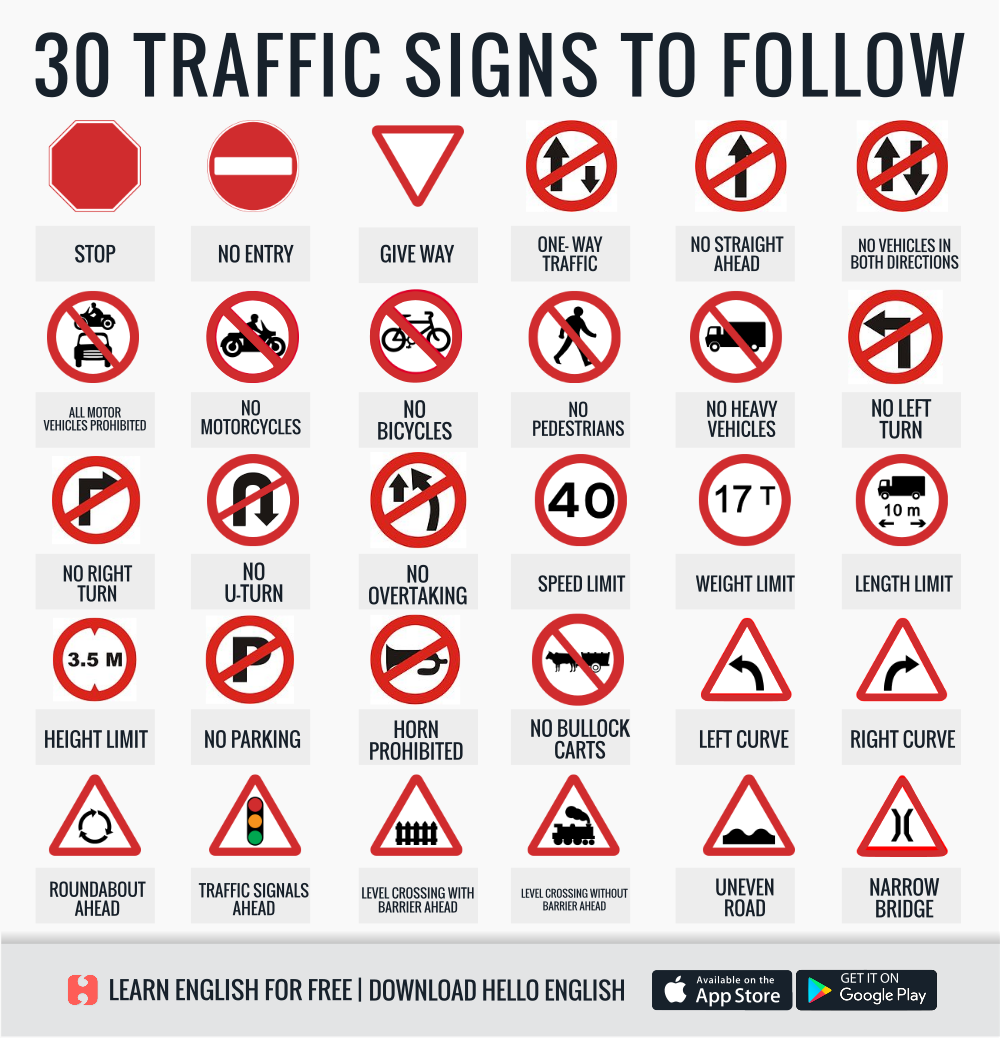 30 TRAFFIC SIGNS TO FOLLOW
STOP
NO ENTRY
GIVE WAY
ONE- WAY
TRAFFIC
NO STRAIGHT
AHEAD
NO VEHICLES IN
BOTH DIRECTIONS
ALL MOTOR
VEHICLES PROHIBITED
NO
MOTORCYCLES
NO
BICYCLES
NO
PEDESTRIANS
NO HEAVY
VEHICLES
NO LEFT
TURN
40
17 T
10 m
NO RIGHT
TURN
NO
U-TURN
NO
OVERTAKING
SPEED LIMIT
WEIGHT LIMIT
LENGTH LIMIT
3.5 M
P
HEIGHT LIMIT
NO PARKING
HORN
PROHIBITED
NO BULLOCK
CARTS
LEFT CURVE
RIGHT CURVE
ROUNDABOUT
AHEAD
TRAFFIC SIGNALS
AHEAD
LEVEL CROSSING WITH
BARRIER AHEAD
LEVEL CROSSING WITHOUT
BARRIER AHEAD
UNEVEN
ROAD
NARROW
BRIDGE
LEARN ENGLISH FOR FREE | DOWNLOAD HELLO ENGLISH
Available on the
App Store
GET IT ON
Google Play